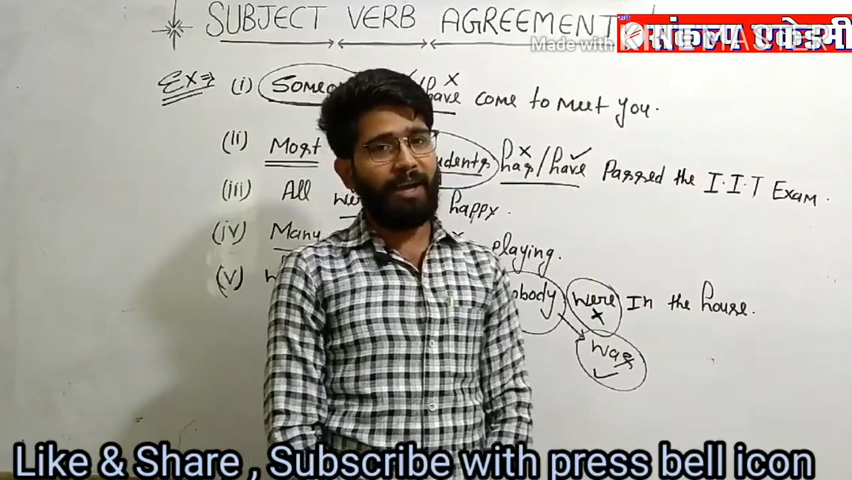 SUBJECT VERB AGREEMENT
संकल्प एकेडमी
Made with KINEMASTER
Ex⇒ (i) have come to meet you.
(ii) Most has/have Passed the I.I.T Exam.
(iii) All happy.
(iv) Many playing.
(v) were In the house.
was
Like & Share , Subscribe with press bell icon